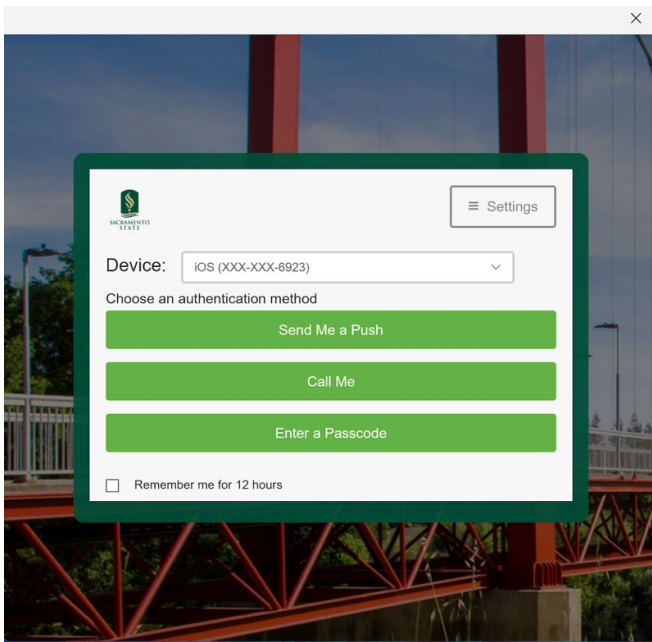 SACRAMENTO
STATE
≡ Settings
Device: iOS (XXX-XXX-6923)
Choose an authentication method
Send Me a Push
Call Me
Enter a Passcode
Remember me for 12 hours